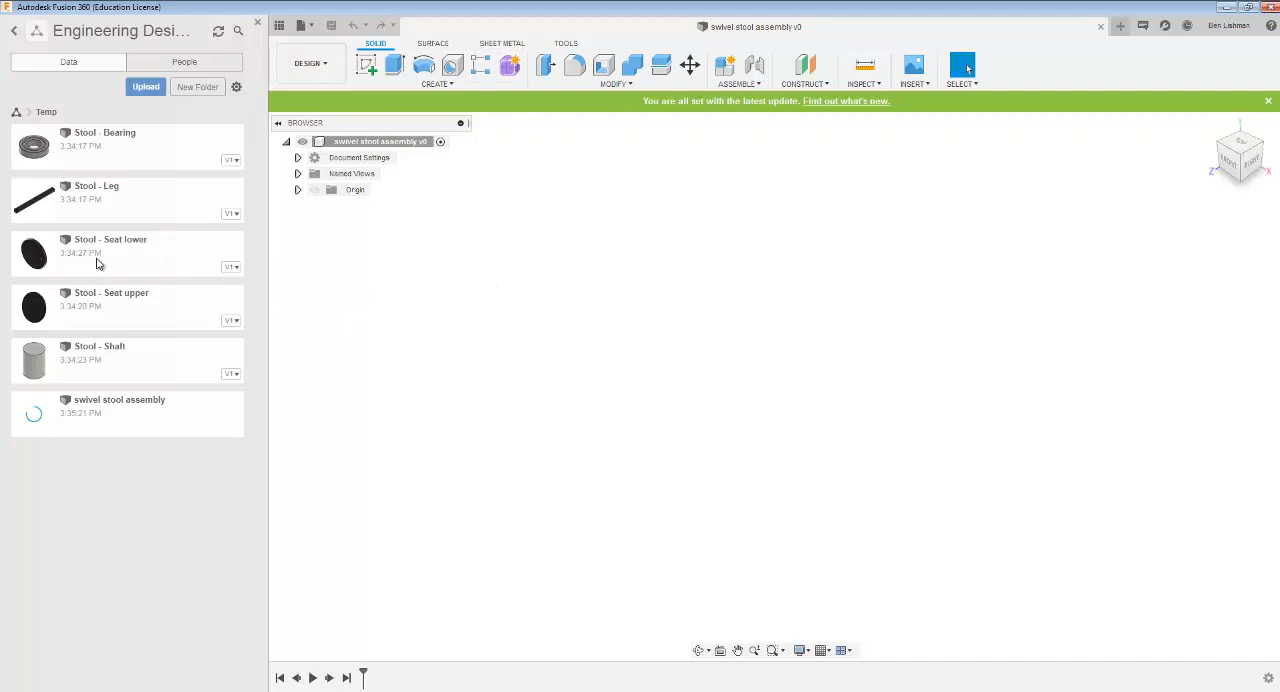 Autodesk Fusion 360 (Education License)
Engineering Desi...
Data
People
Upload
New Folder
Temp
Stool - Bearing
3:34:17 PM
V1
Stool - Leg
3:34:17 PM
V1
Stool - Seat lower
3:34:27 PM
V1
Stool - Seat upper
3:34:20 PM
V1
Stool - Shaft
3:34:23 PM
V1
swivel stool assembly
3:35:21 PM
swivel stool assembly v0
Ben Lishman
DESIGN
SOLID
SURFACE
SHEET METAL
TOOLS
CREATE
MODIFY
ASSEMBLE
CONSTRUCT
INSPECT
INSERT
SELECT
You are all set with the latest update. Find out what's new.
BROWSER
swivel stool assembly v0
Document Settings
Named Views
Origin
TOP
FRONT
RIGHT
Y
Z
X